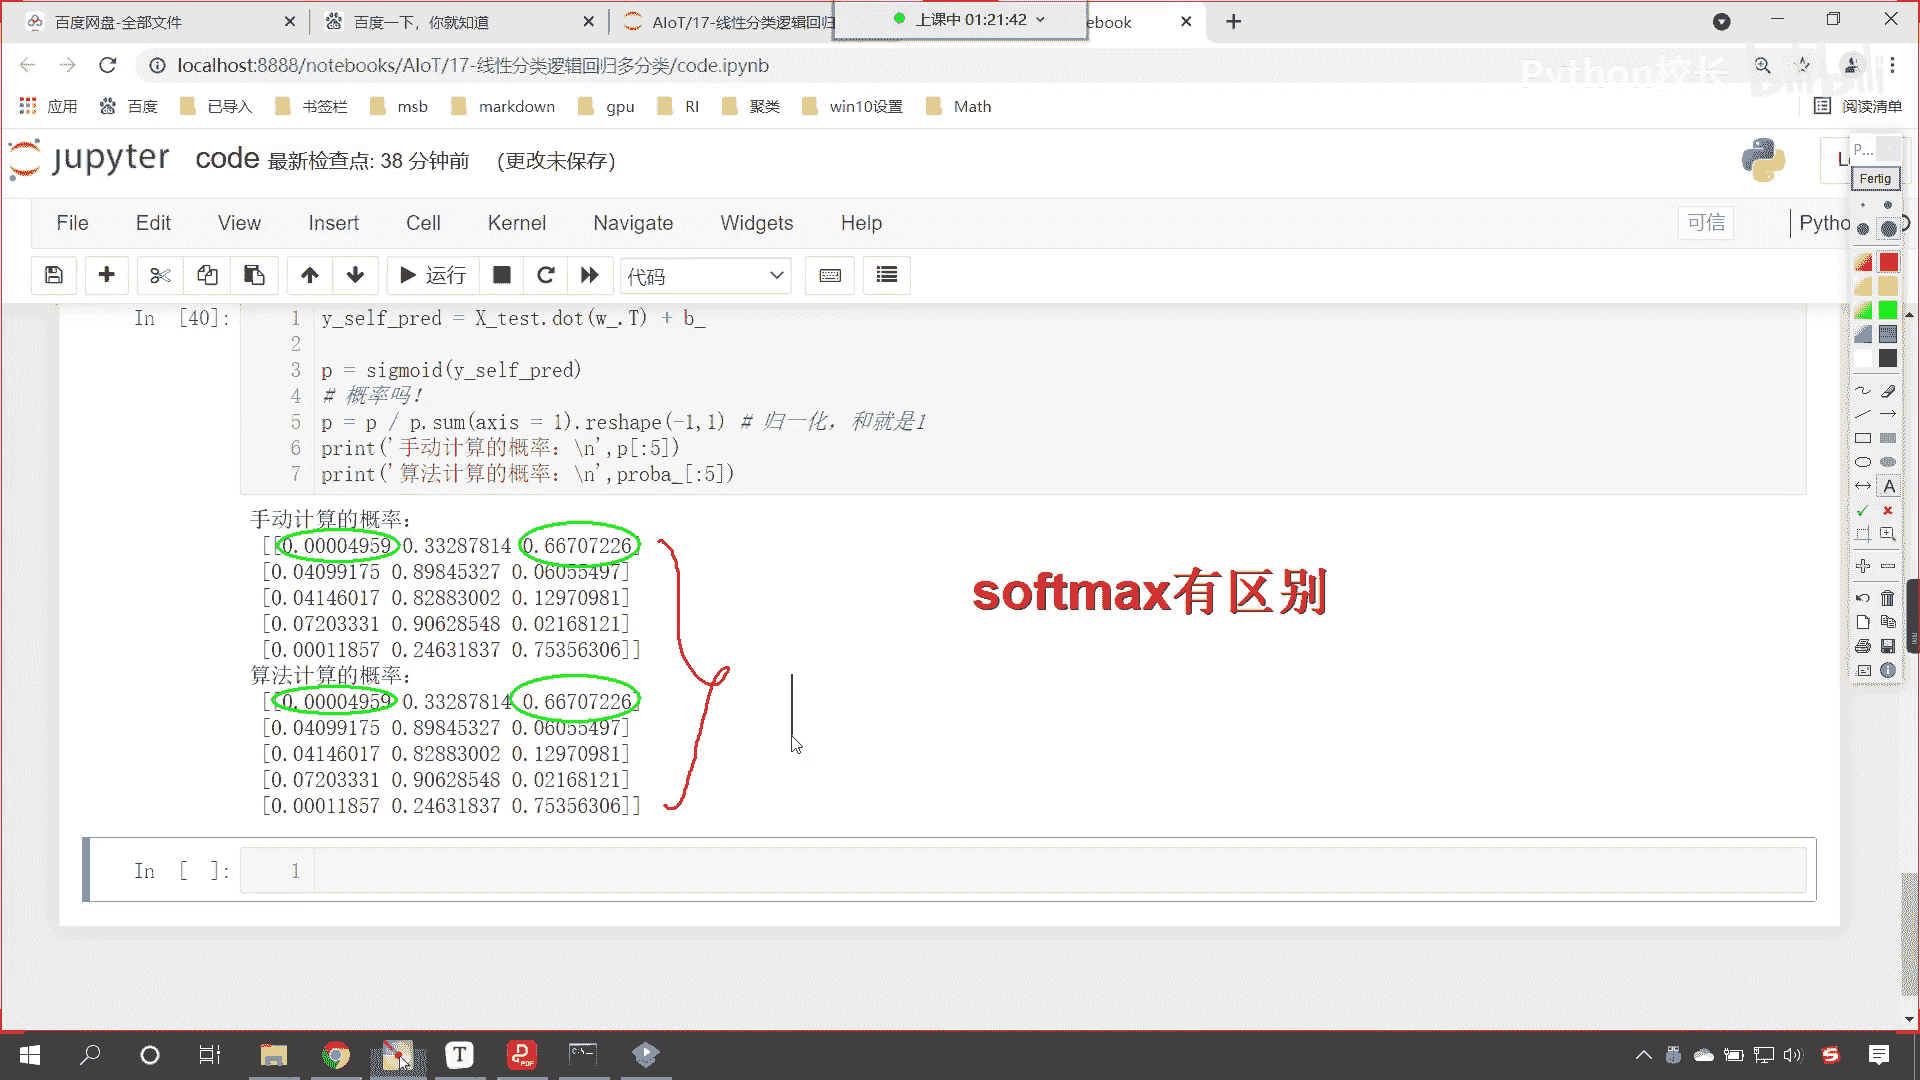 百度网盘-全部文件
百度一下，你就知道
AIoT/17-线性分类逻辑回归
上课中 01:21:42
ebook
localhost:8888/notebooks/AIoT/17-线性分类逻辑回归多分类/code.ipynb
Python校长
bilibili
应用
百度
已导入
书签栏
msb
markdown
gpu
RI
聚类
win10设置
Math
阅读清单
jupyter code 最新检查点: 38 分钟前 (更改未保存)
P...
Fertig
File Edit View Insert Cell Kernel Navigate Widgets Help
可信
Pytho
运行
代码
In [40]:
1 y_self_pred = X_test.dot(w_.T) + b_
2
3 p = sigmoid(y_self_pred)
4 # 概率吗！
5 p = p / p.sum(axis = 1).reshape(-1,1) # 归一化，和就是1
6 print('手动计算的概率：\n',p[:5])
7 print('算法计算的概率：\n',proba_[:5])
手动计算的概率：
[[0.00004959 0.33287814 0.66707226]
[0.04099175 0.89845327 0.06055497]
[0.04146017 0.82883002 0.12970981]
[0.07203331 0.90628548 0.02168121]
[0.00011857 0.24631837 0.75356306]]
softmax有区别
算法计算的概率：
[[0.00004959 0.33287814 0.66707226]
[0.04099175 0.89845327 0.06055497]
[0.04146017 0.82883002 0.12970981]
[0.07203331 0.90628548 0.02168121]
[0.00011857 0.24631837 0.75356306]]
In [ ]:
1